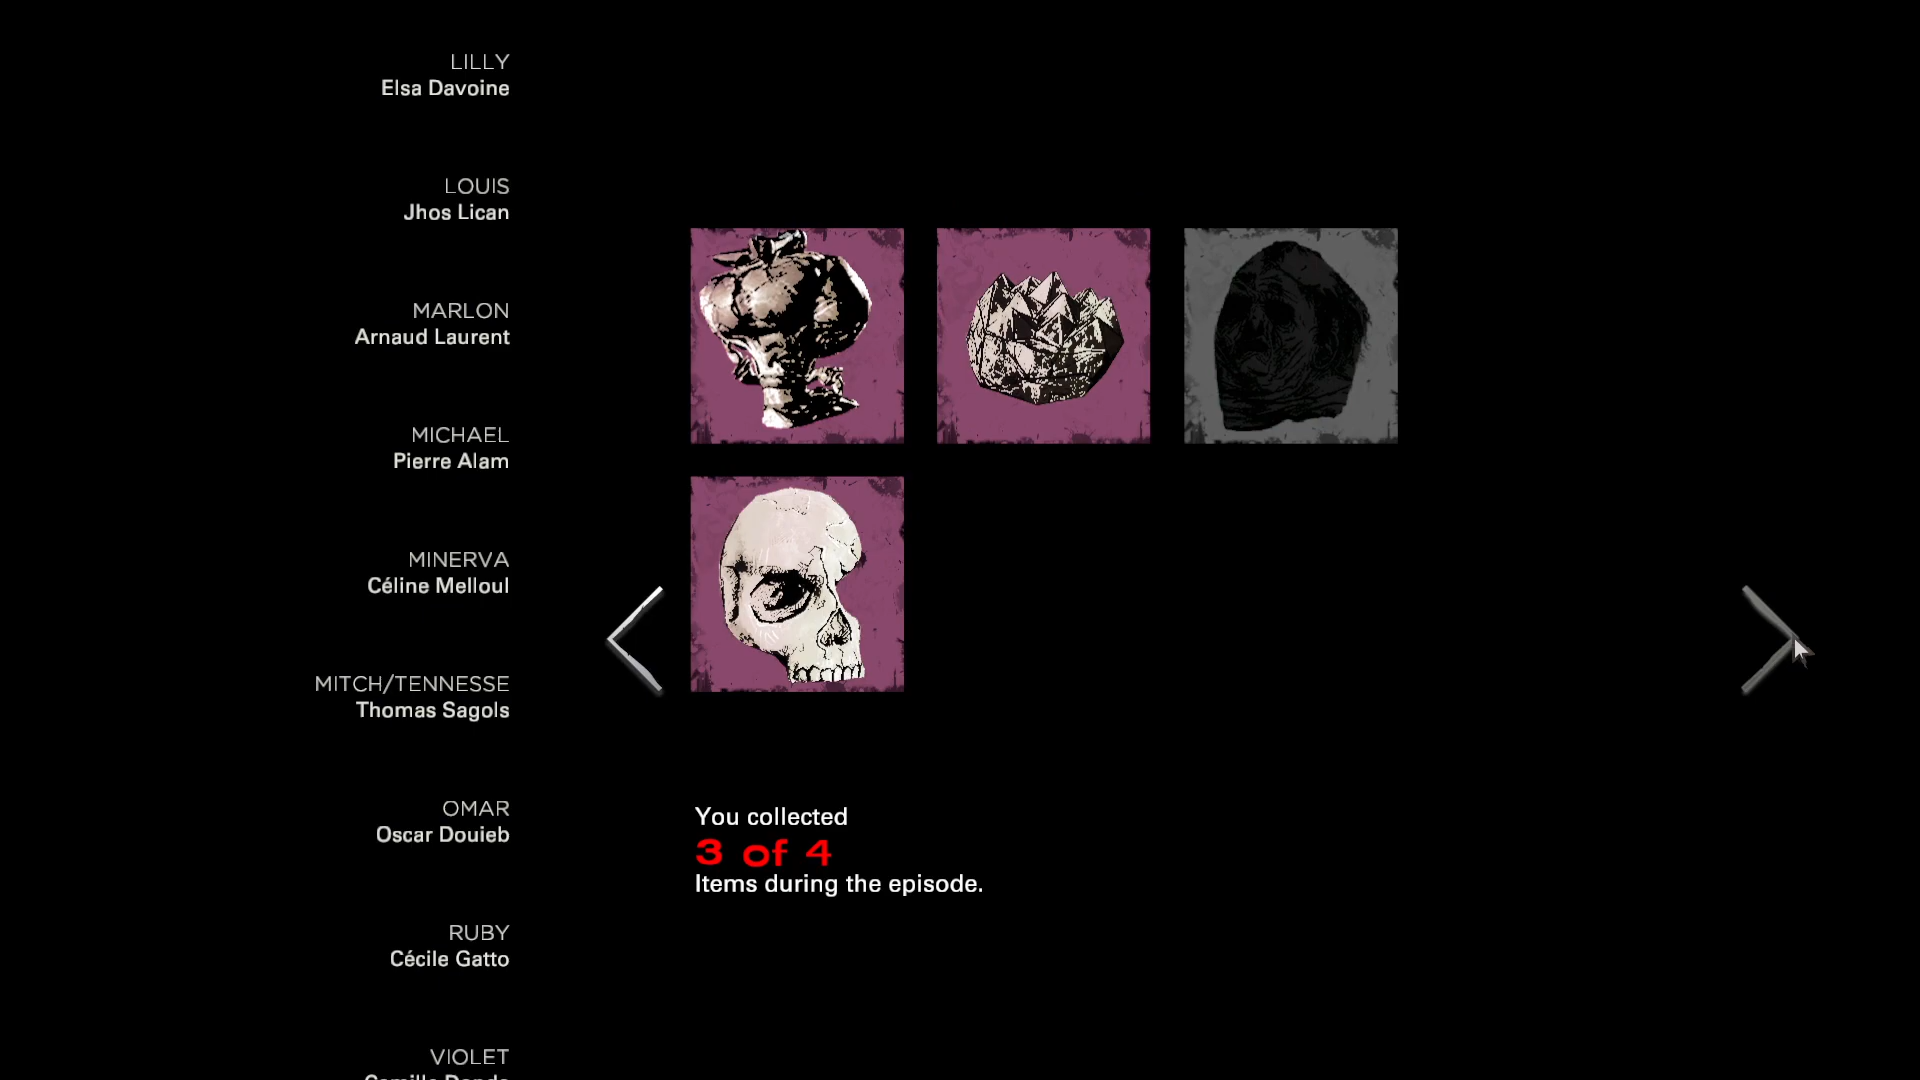 LILLY
Elsa Davoine
LOUIS
Jhos Lican
MARLON
Arnaud Laurent
MICHAEL
Pierre Alam
MINERVA
Céline Melloul
MITCH/TENNESSE
Thomas Sagols
OMAR
Oscar Douieb
RUBY
Cécile Gatto
VIOLET
You collected
3 of 4
Items during the episode.